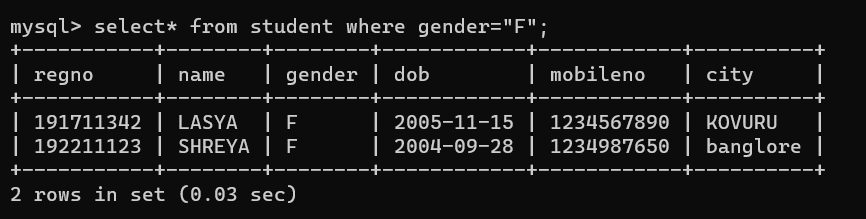 mysql> select* from student where gender="F";
+-----------+--------+--------+------------+------------+----------+
| regno     | name   | gender | dob        | mobileno   | city     |
+-----------+--------+--------+------------+------------+----------+
| 191711342 | LASYA  | F      | 2005-11-15 | 1234567890 | KOVURU   |
| 192211123 | SHREYA | F      | 2004-09-28 | 1234987650 | banglore |
+-----------+--------+--------+------------+------------+----------+
2 rows in set (0.03 sec)